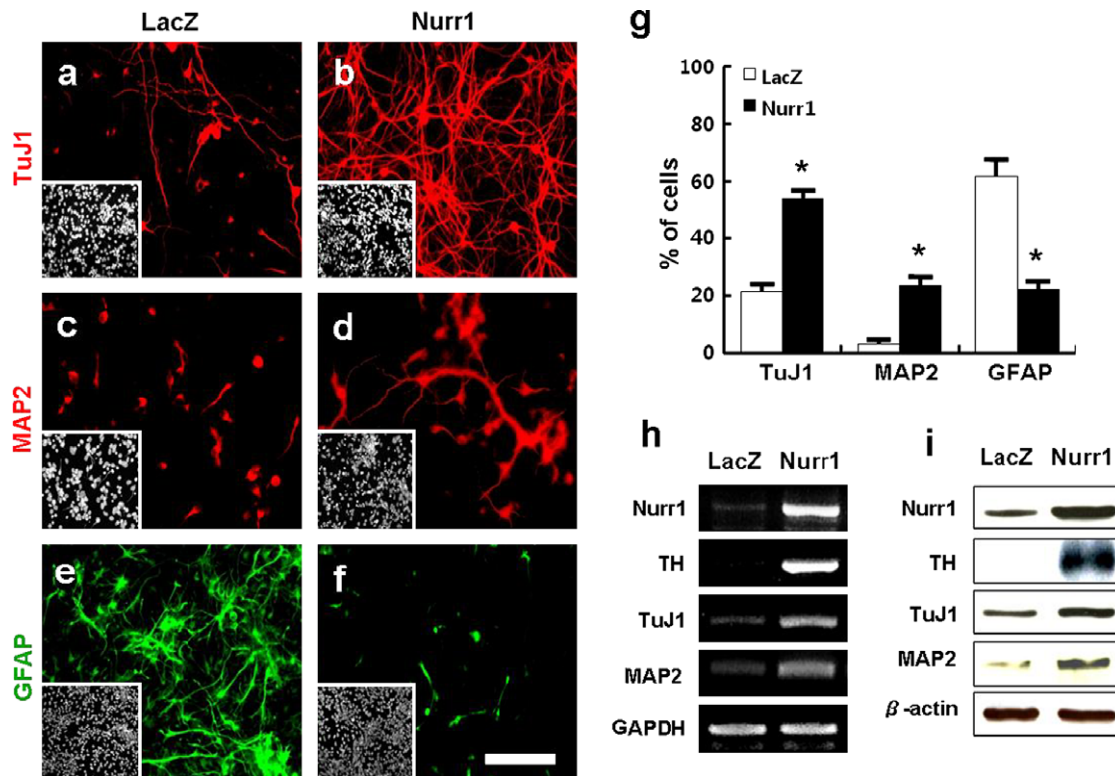 LacZ Nurr1
TuJ1
a b
MAP2
c d
GFAP
e f
g
100
80
60
40
20
0
% of cells
LacZ
Nurr1
* * *
TuJ1 MAP2 GFAP
h
LacZ Nurr1
Nurr1
TH
TuJ1
MAP2
GAPDH
i
LacZ Nurr1
Nurr1
TH
TuJ1
MAP2
β-actin